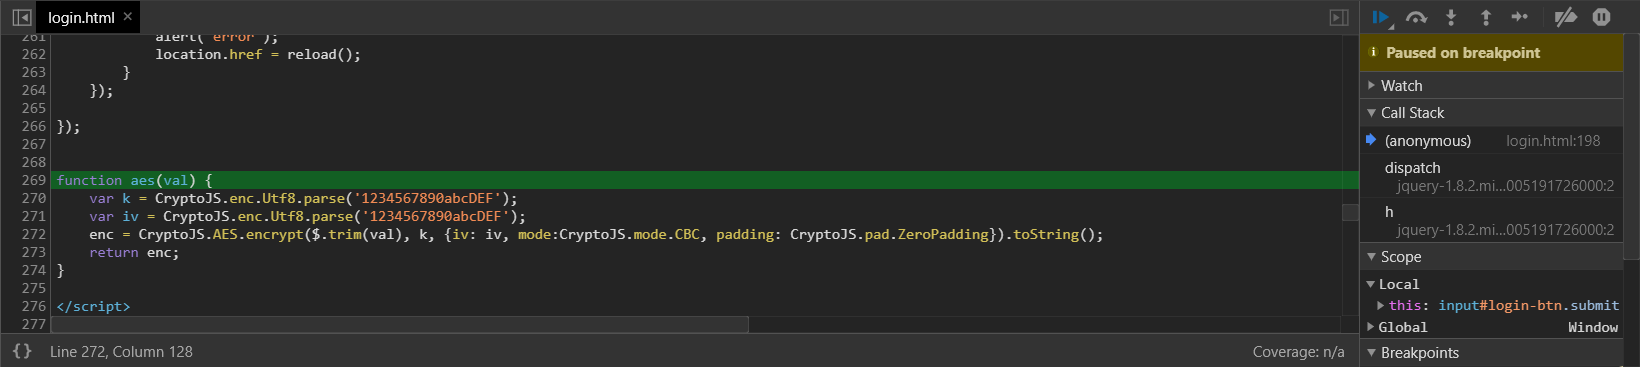 login.html ×
261 alert('error');
262 location.href = reload();
263 }
264 });
265
266 });
267
268
269 function aes(val) {
270 var k = CryptoJS.enc.Utf8.parse('1234567890abcDEF');
271 var iv = CryptoJS.enc.Utf8.parse('1234567890abcDEF');
272 enc = CryptoJS.AES.encrypt($.trim(val), k, {iv: iv, mode:CryptoJS.mode.CBC, padding: CryptoJS.pad.ZeroPadding}).toString();
273 return enc;
274 }
275
276 </script>
277
{} Line 272, Column 128
Coverage: n/a
Paused on breakpoint
Watch
Call Stack
(anonymous) login.html:198
dispatch
jquery-1.8.2.mi...005191726000:2
h
jquery-1.8.2.mi...005191726000:2
Scope
Local
this: input#login-btn.submit
Global Window
Breakpoints